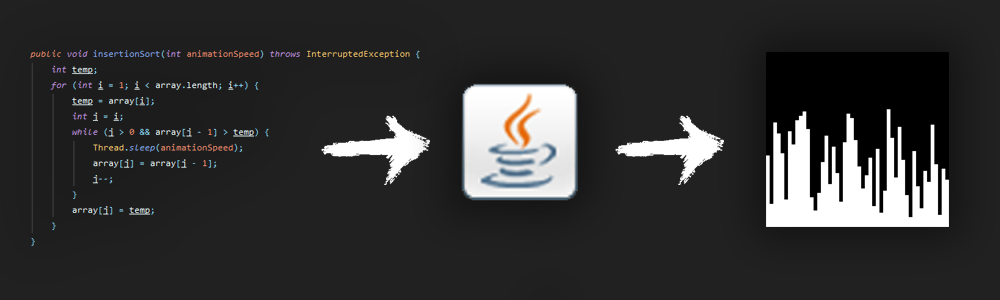 public void insertionSort(int animationSpeed) throws InterruptedException {
int temp;
for (int i = 1; i < array.length; i++) {
temp = array[i];
int j = i;
while (j > 0 && array[j - 1] > temp) {
Thread.sleep(animationSpeed);
array[j] = array[j - 1];
j--;
}
array[j] = temp;
}
}